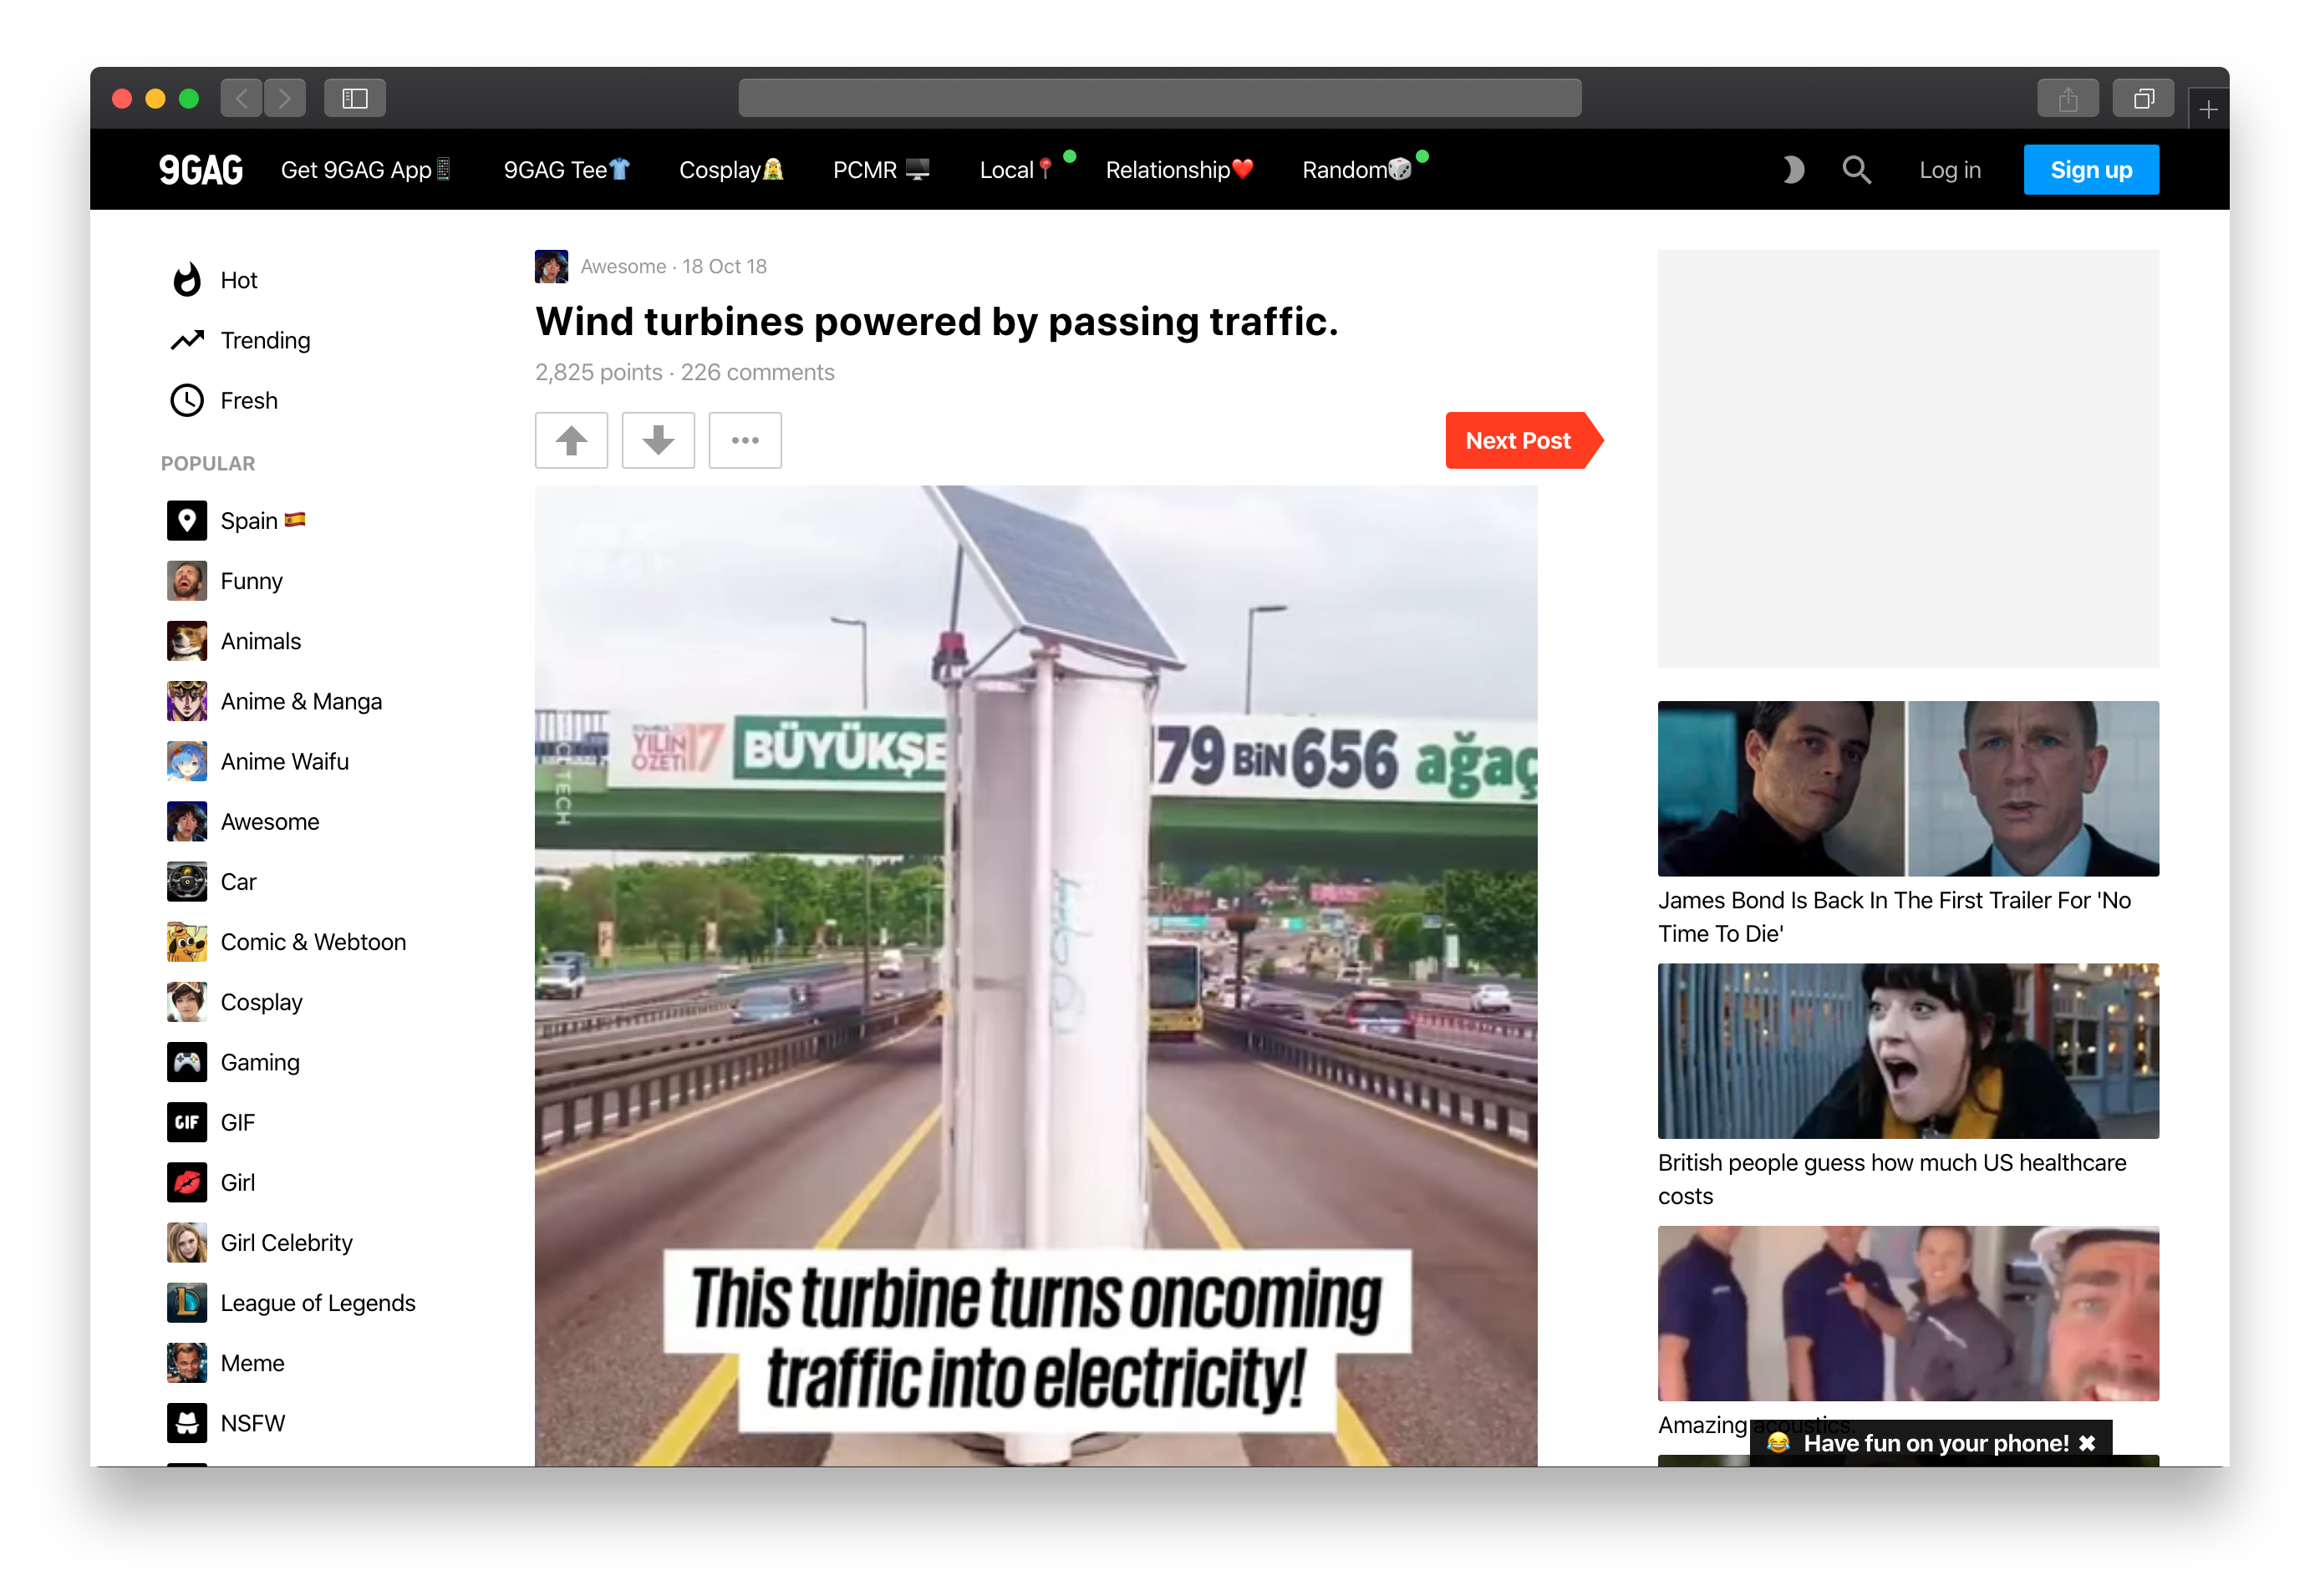 9GAG
Get 9GAG App📱
9GAG Tee👕
Cosplay👸
PCMR 🖥
Local📍
Relationship❤️
Random🎲
Log in
Sign up
Hot
Trending
Fresh
POPULAR
Spain 🇪🇸
Funny
Animals
Anime & Manga
Anime Waifu
Awesome
Car
Comic & Webtoon
Cosplay
Gaming
GIF
GIF
Girl
Girl Celebrity
League of Legends
Meme
NSFW
Awesome · 18 Oct 18
Wind turbines powered by passing traffic.
2,825 points · 226 comments
Next Post
YILIN
ÖZETİ 17
BÜYÜKŞE
79 BİN 656 ağaç
TECH
This turbine turns oncoming
traffic into electricity!
James Bond Is Back In The First Trailer For 'No
Time To Die'
British people guess how much US healthcare
costs
Amazing acoustics.
😂 Have fun on your phone! ✖